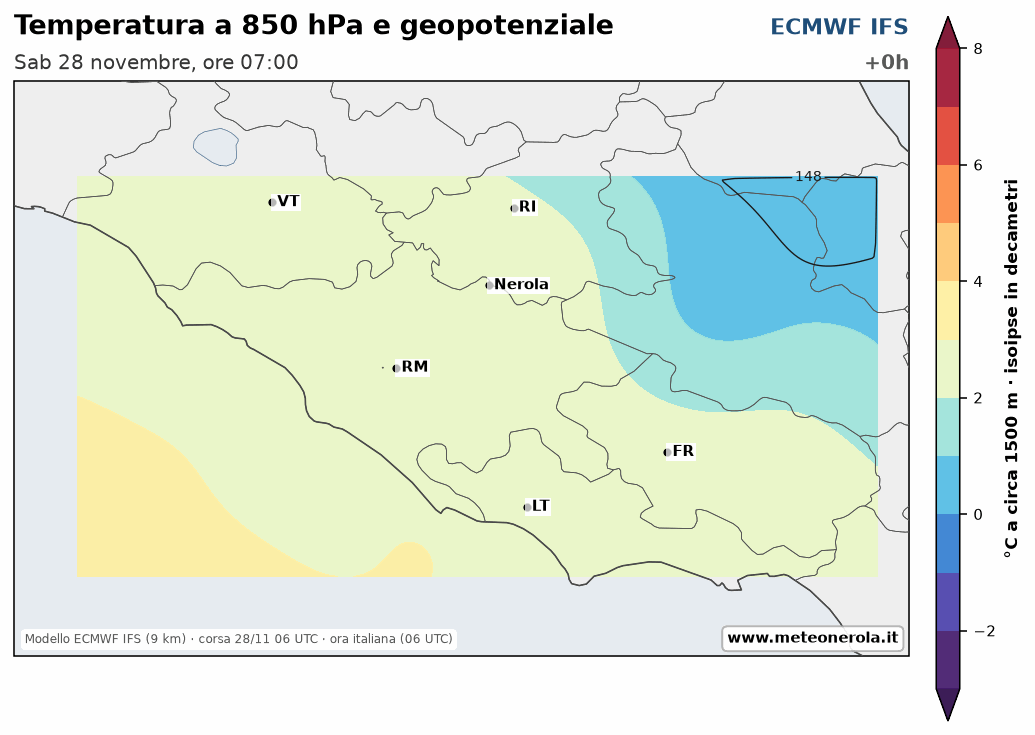 Temperatura a 850 hPa e geopotenziale
ECMWF IFS
Sab 28 novembre, ore 07:00
+0h
148
VT
RI
Nerola
RM
FR
LT
8
6
4
2
0
−2
°C a circa 1500 m · isoipse in decametri
Modello ECMWF IFS (9 km) · corsa 28/11 06 UTC · ora italiana (06 UTC)
www.meteonerola.it